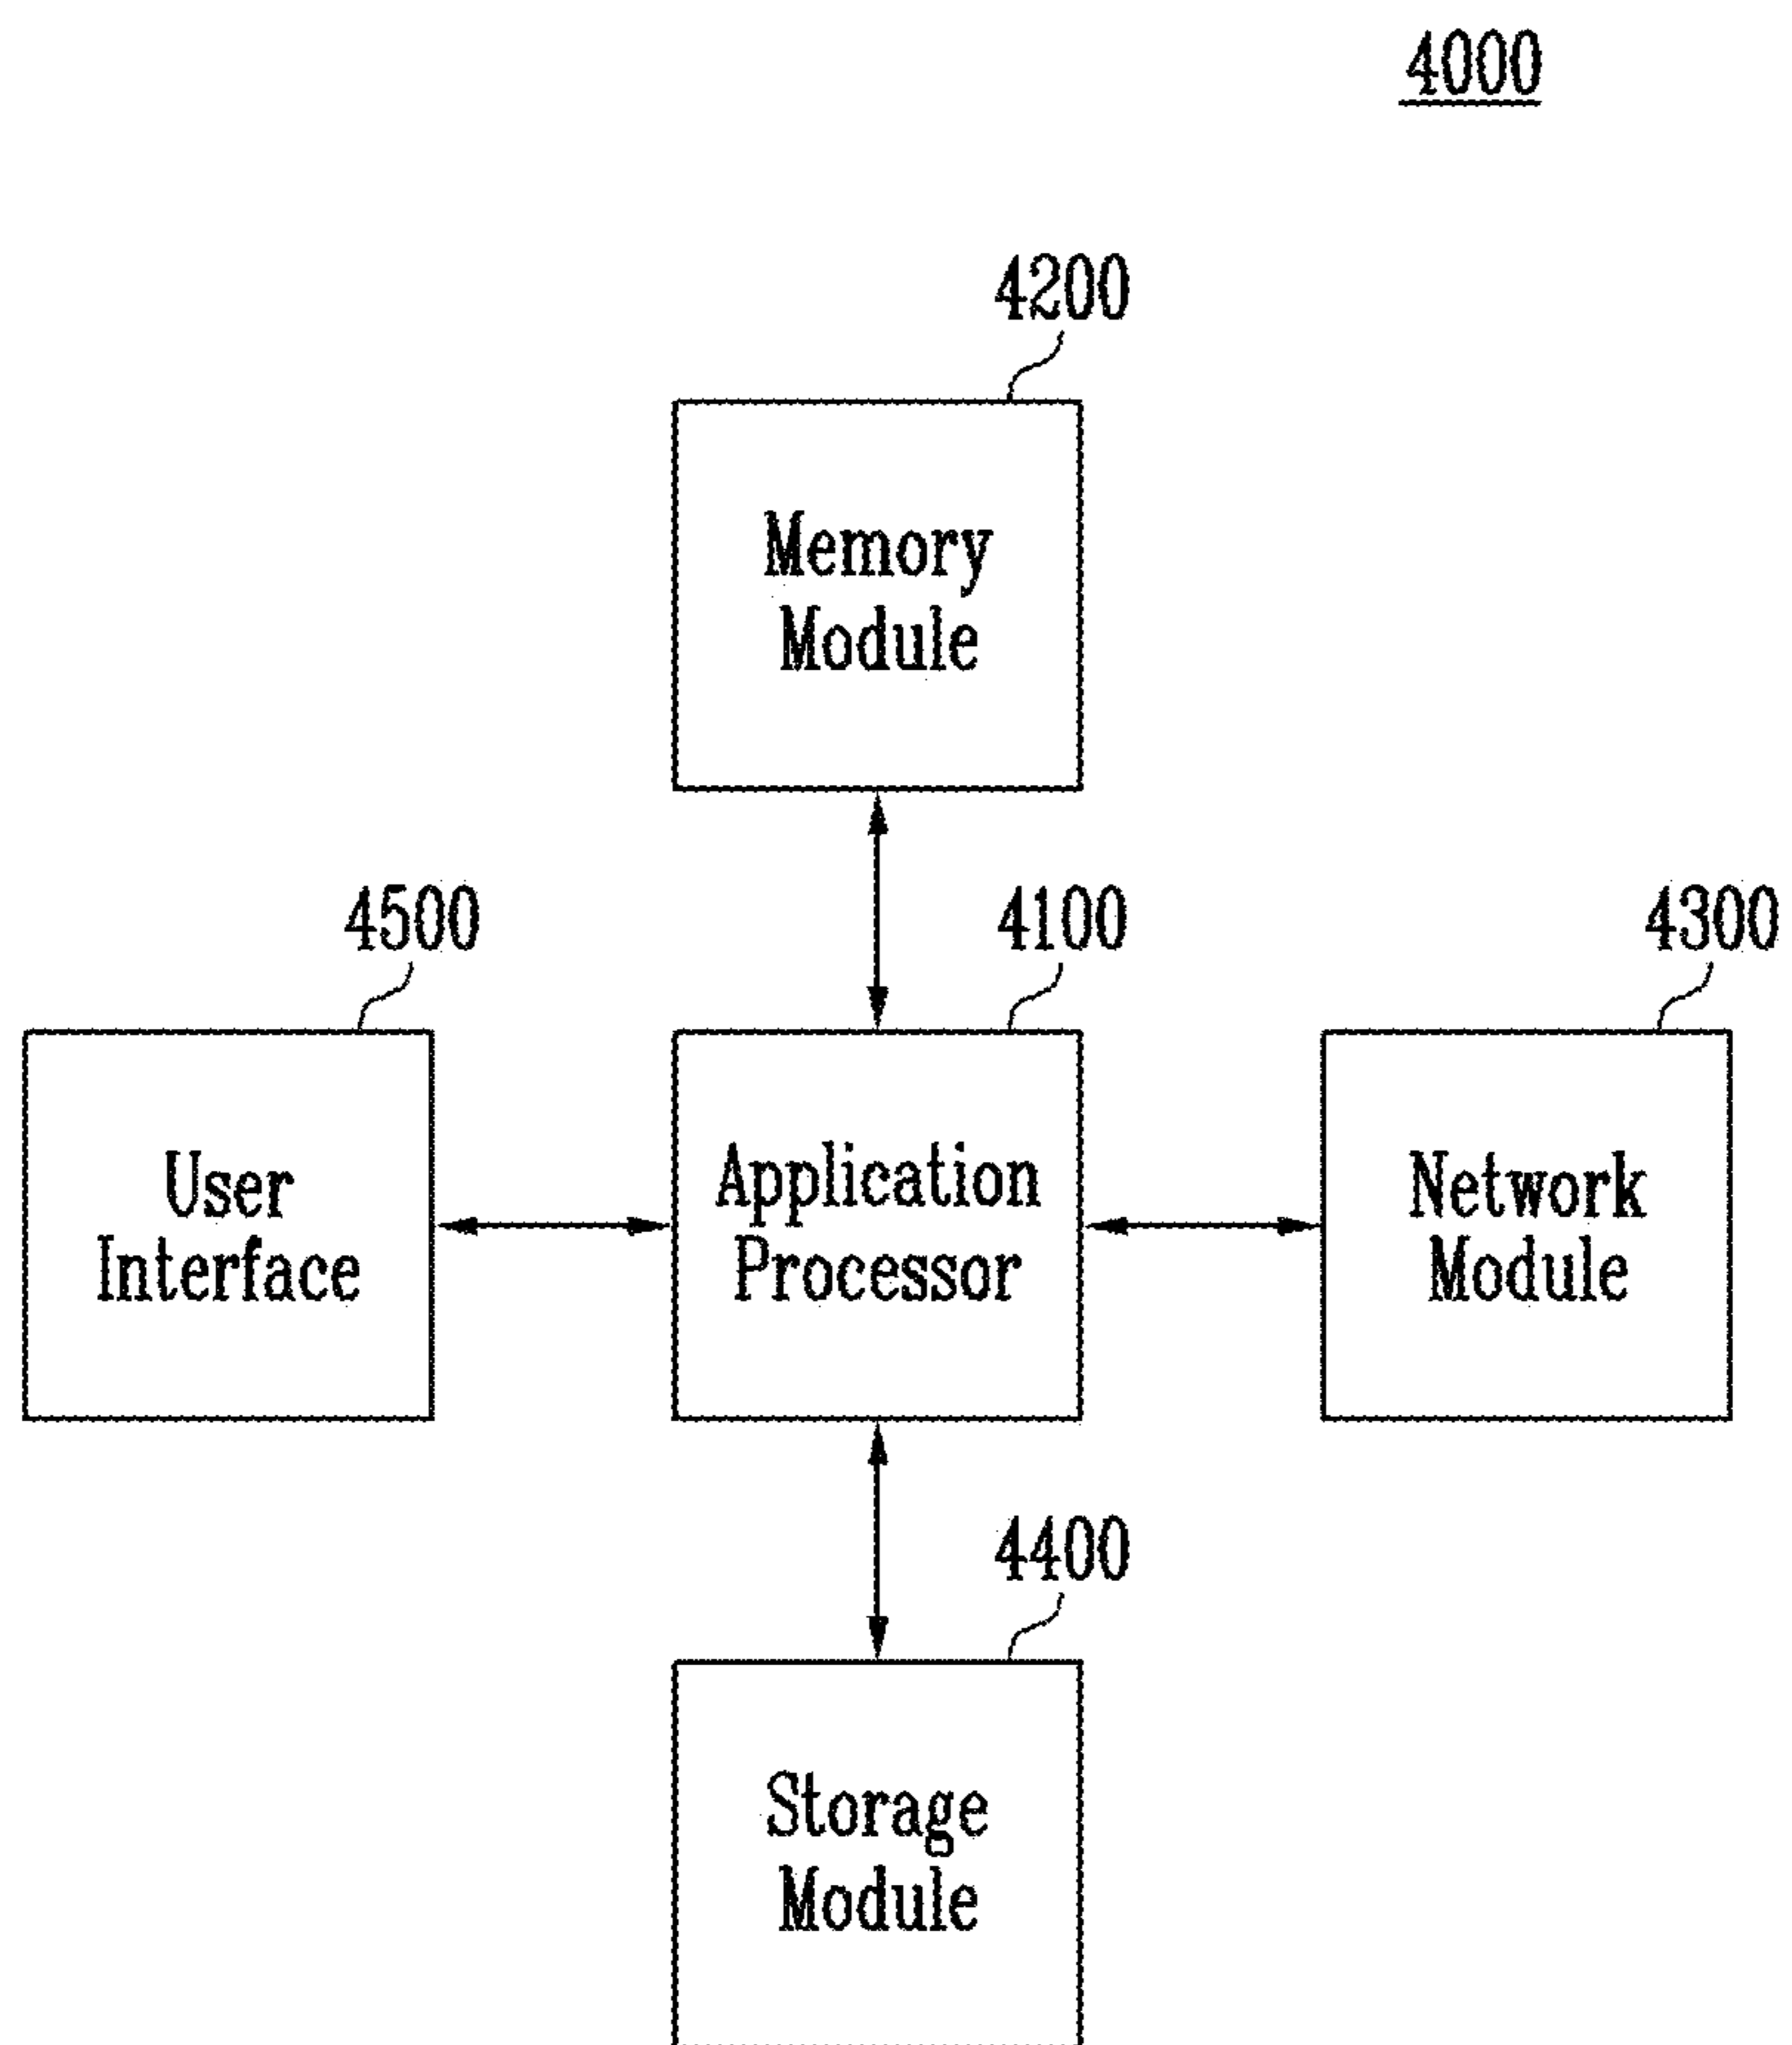 4000
4200
Memory
Module
4500
4100
4300
User
Interface
Application
Processor
Network
Module
4400
Storage
Module